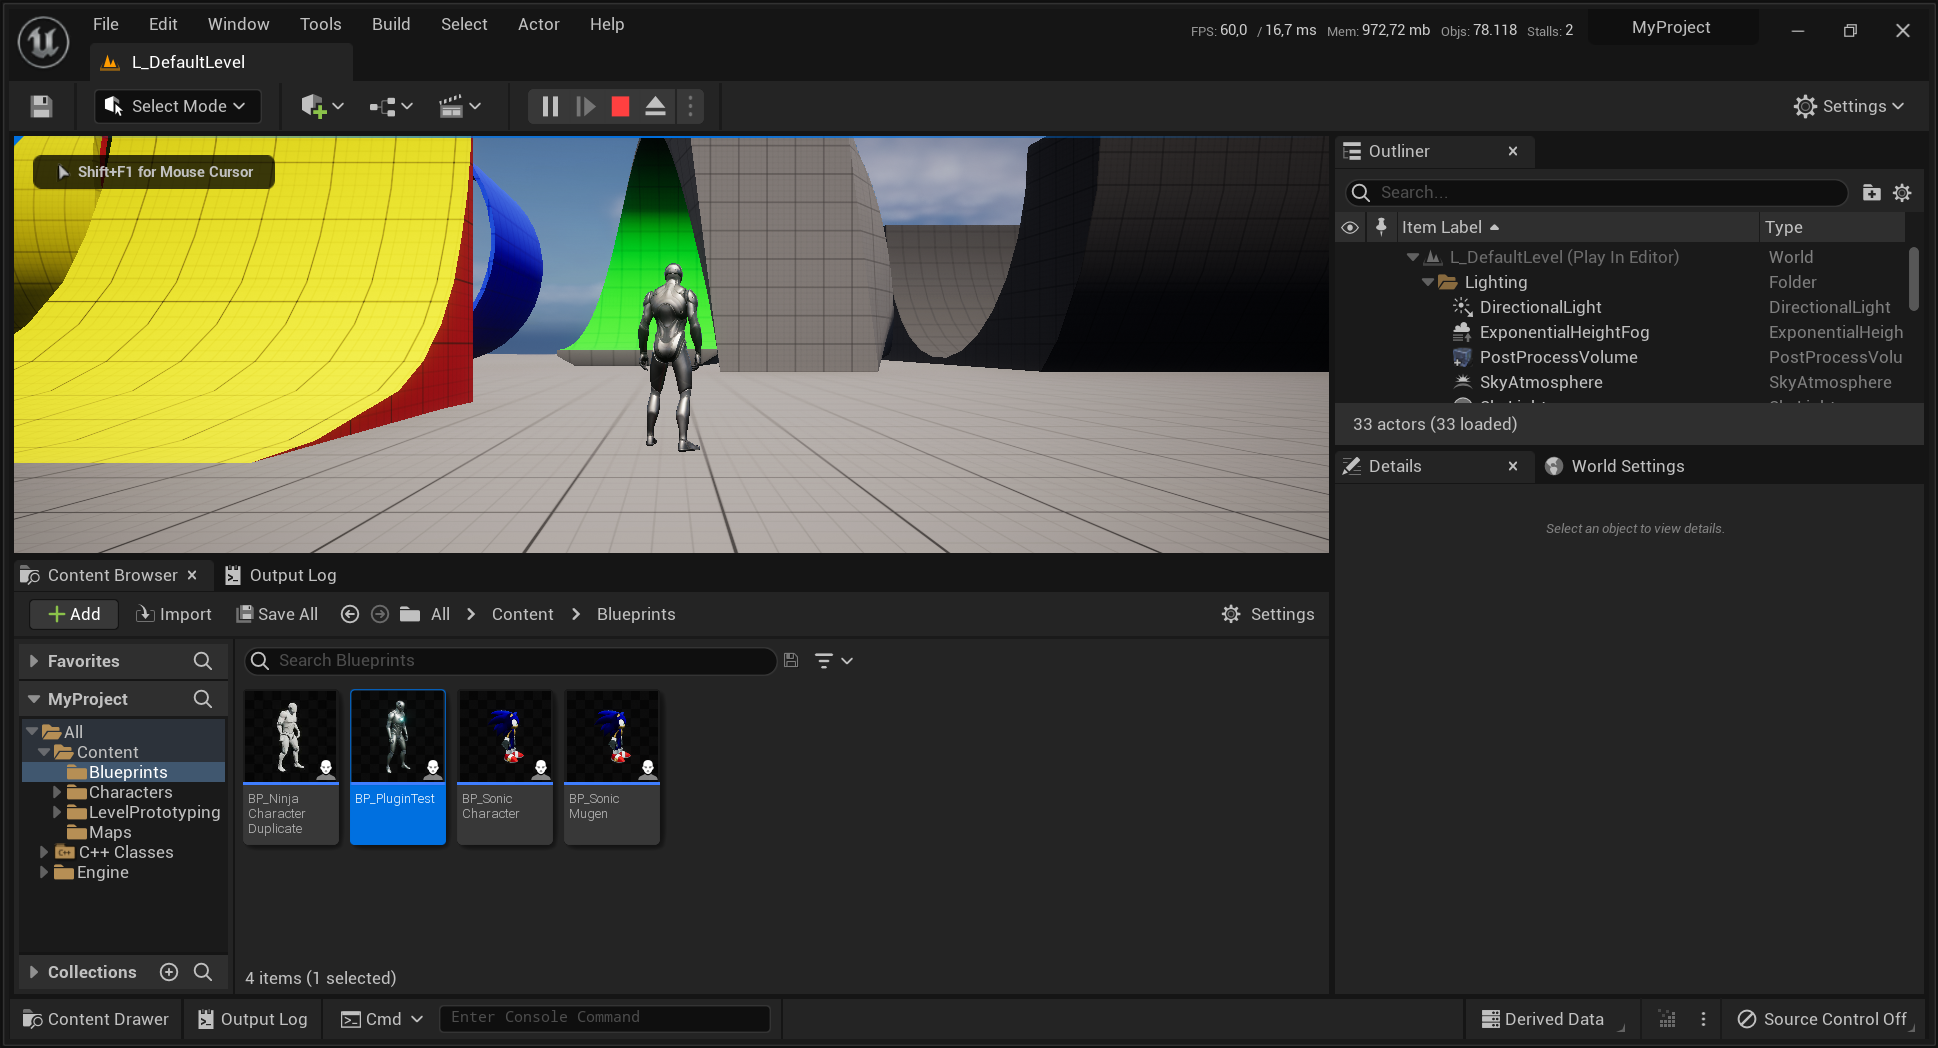 File Edit Window Tools Build Select Actor Help
FPS: 60,0 / 16,7 ms Mem: 972,72 mb Objs: 78.118 Stalls: 2
MyProject
L_DefaultLevel
Select Mode
Settings
Shift+F1 for Mouse Cursor
Outliner
Search...
Item Label Type
L_DefaultLevel (Play In Editor) World
Lighting Folder
DirectionalLight DirectionalLight
ExponentialHeightFog ExponentialHeigh
PostProcessVolume PostProcessVolu
SkyAtmosphere SkyAtmosphere
33 actors (33 loaded)
Details World Settings
Select an object to view details.
Content Browser Output Log
Add Import Save All All Content Blueprints Settings
Favorites
Search Blueprints
MyProject
All
Content
Blueprints
Characters
LevelPrototyping
Maps
C++ Classes
Engine
Collections
BP_Ninja
Character
Duplicate
BP_PluginTest
BP_Sonic
Character
BP_Sonic
Mugen
4 items (1 selected)
Content Drawer Output Log Cmd Enter Console Command Derived Data Source Control Off